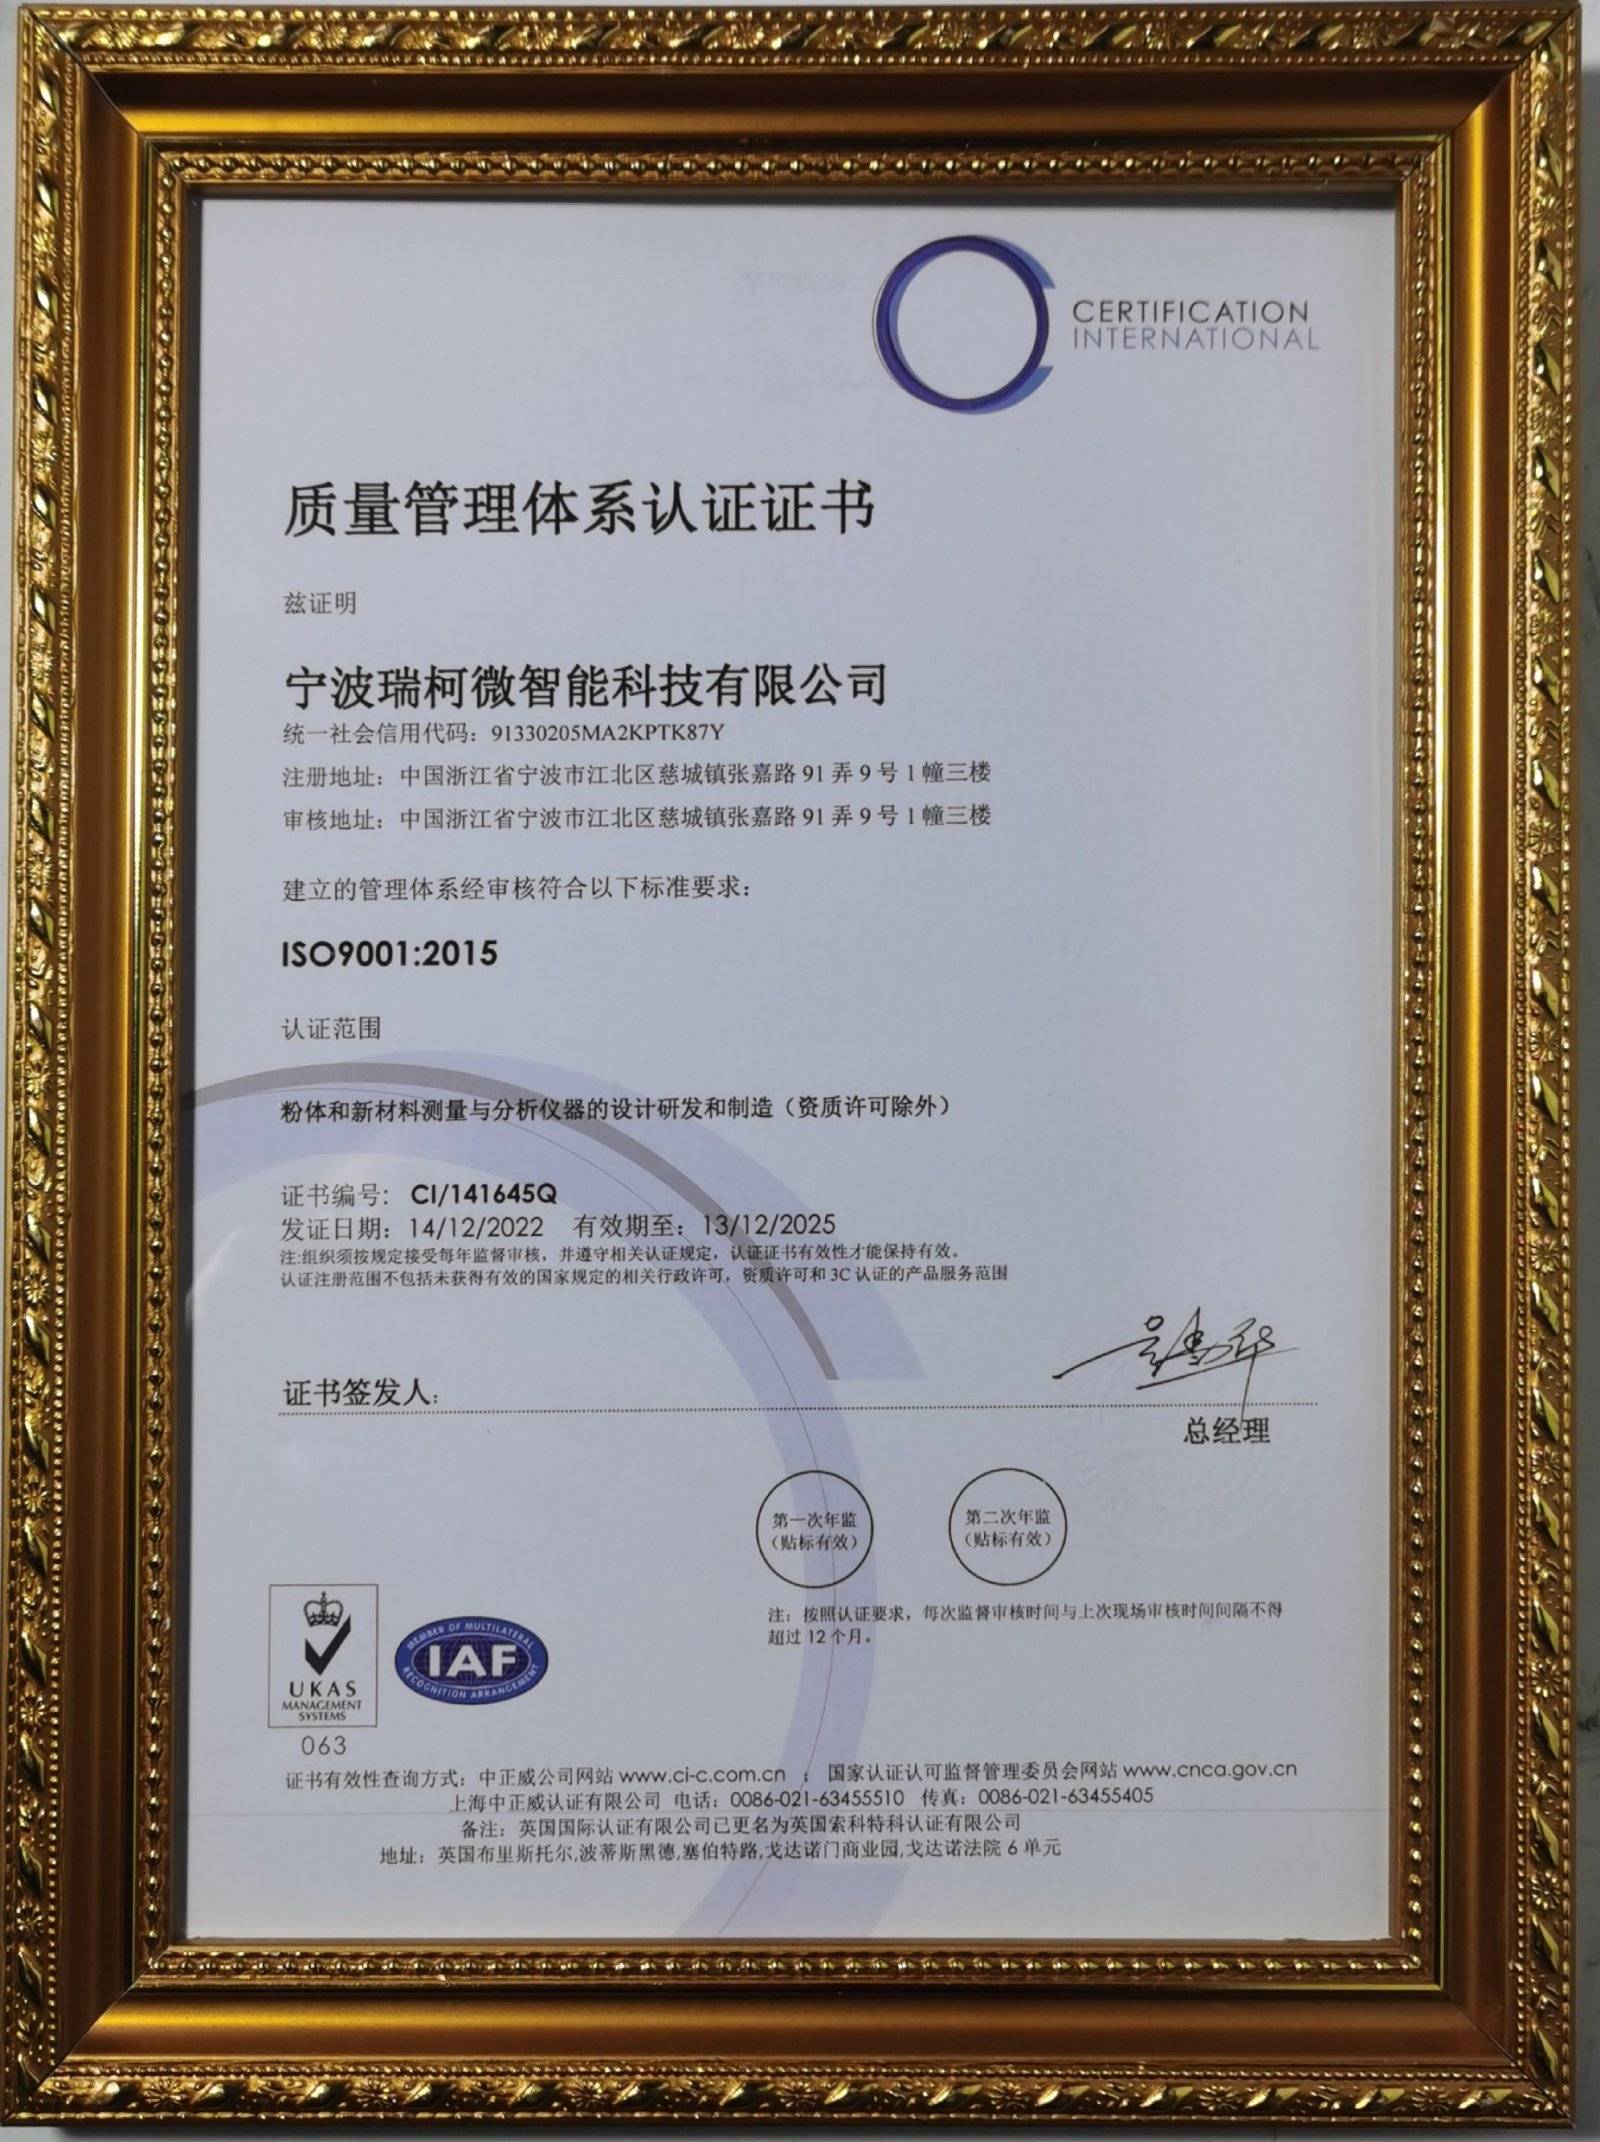 CERTIFICATION
INTERNATIONAL
质量管理体系认证证书
兹证明
宁波瑞柯微智能科技有限公司
统一社会信用代码：91330205MA2KPTK87Y
注册地址：中国浙江省宁波市江北区慈城镇张嘉路 91 弄 9 号 1 幢三楼
审核地址：中国浙江省宁波市江北区慈城镇张嘉路 91 弄 9 号 1 幢三楼
建立的管理体系经审核符合以下标准要求：
ISO9001:2015
认证范围
粉体和新材料测量与分析仪器的设计研发和制造（资质许可除外）
证书编号： CI/141645Q
发证日期：14/12/2022 有效期至：13/12/2025
注:组织须按规定接受每年监督审核，并遵守相关认证规定，认证证书有效性才能保持有效。
认证注册范围不包括未获得有效的国家规定的相关行政许可，资质许可和 3C 认证的产品服务范围
证书签发人：
总经理
第一次年监
（贴标有效）
第二次年监
（贴标有效）
注：按照认证要求，每次监督审核时间与上次现场审核时间间隔不得
超过 12 个月。
UKAS
MANAGEMENT
SYSTEMS
063
MEMBER OF MULTILATERAL
IAF
RECOGNITION ARRANGEMENT
证书有效性查询方式：中正威公司网站 www.ci-c.com.cn ；国家认证认可监督管理委员会网站 www.cnca.gov.cn
上海中正威认证有限公司 电话：0086-021-63455510 传真：0086-021-63455405
备注：英国国际认证有限公司已更名为英国索科特科认证有限公司
地址：英国布里斯托尔,波蒂斯黑德,塞伯特路,戈达诺门商业园,戈达诺法院 6 单元